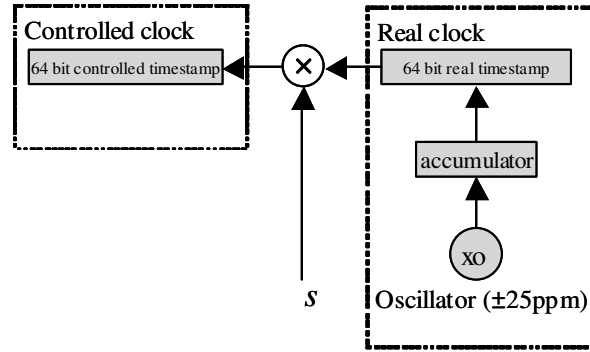 Controlled clock
64 bit controlled timestamp
×
Real clock
64 bit real timestamp
accumulator
xo
s
Oscillator (±25ppm)